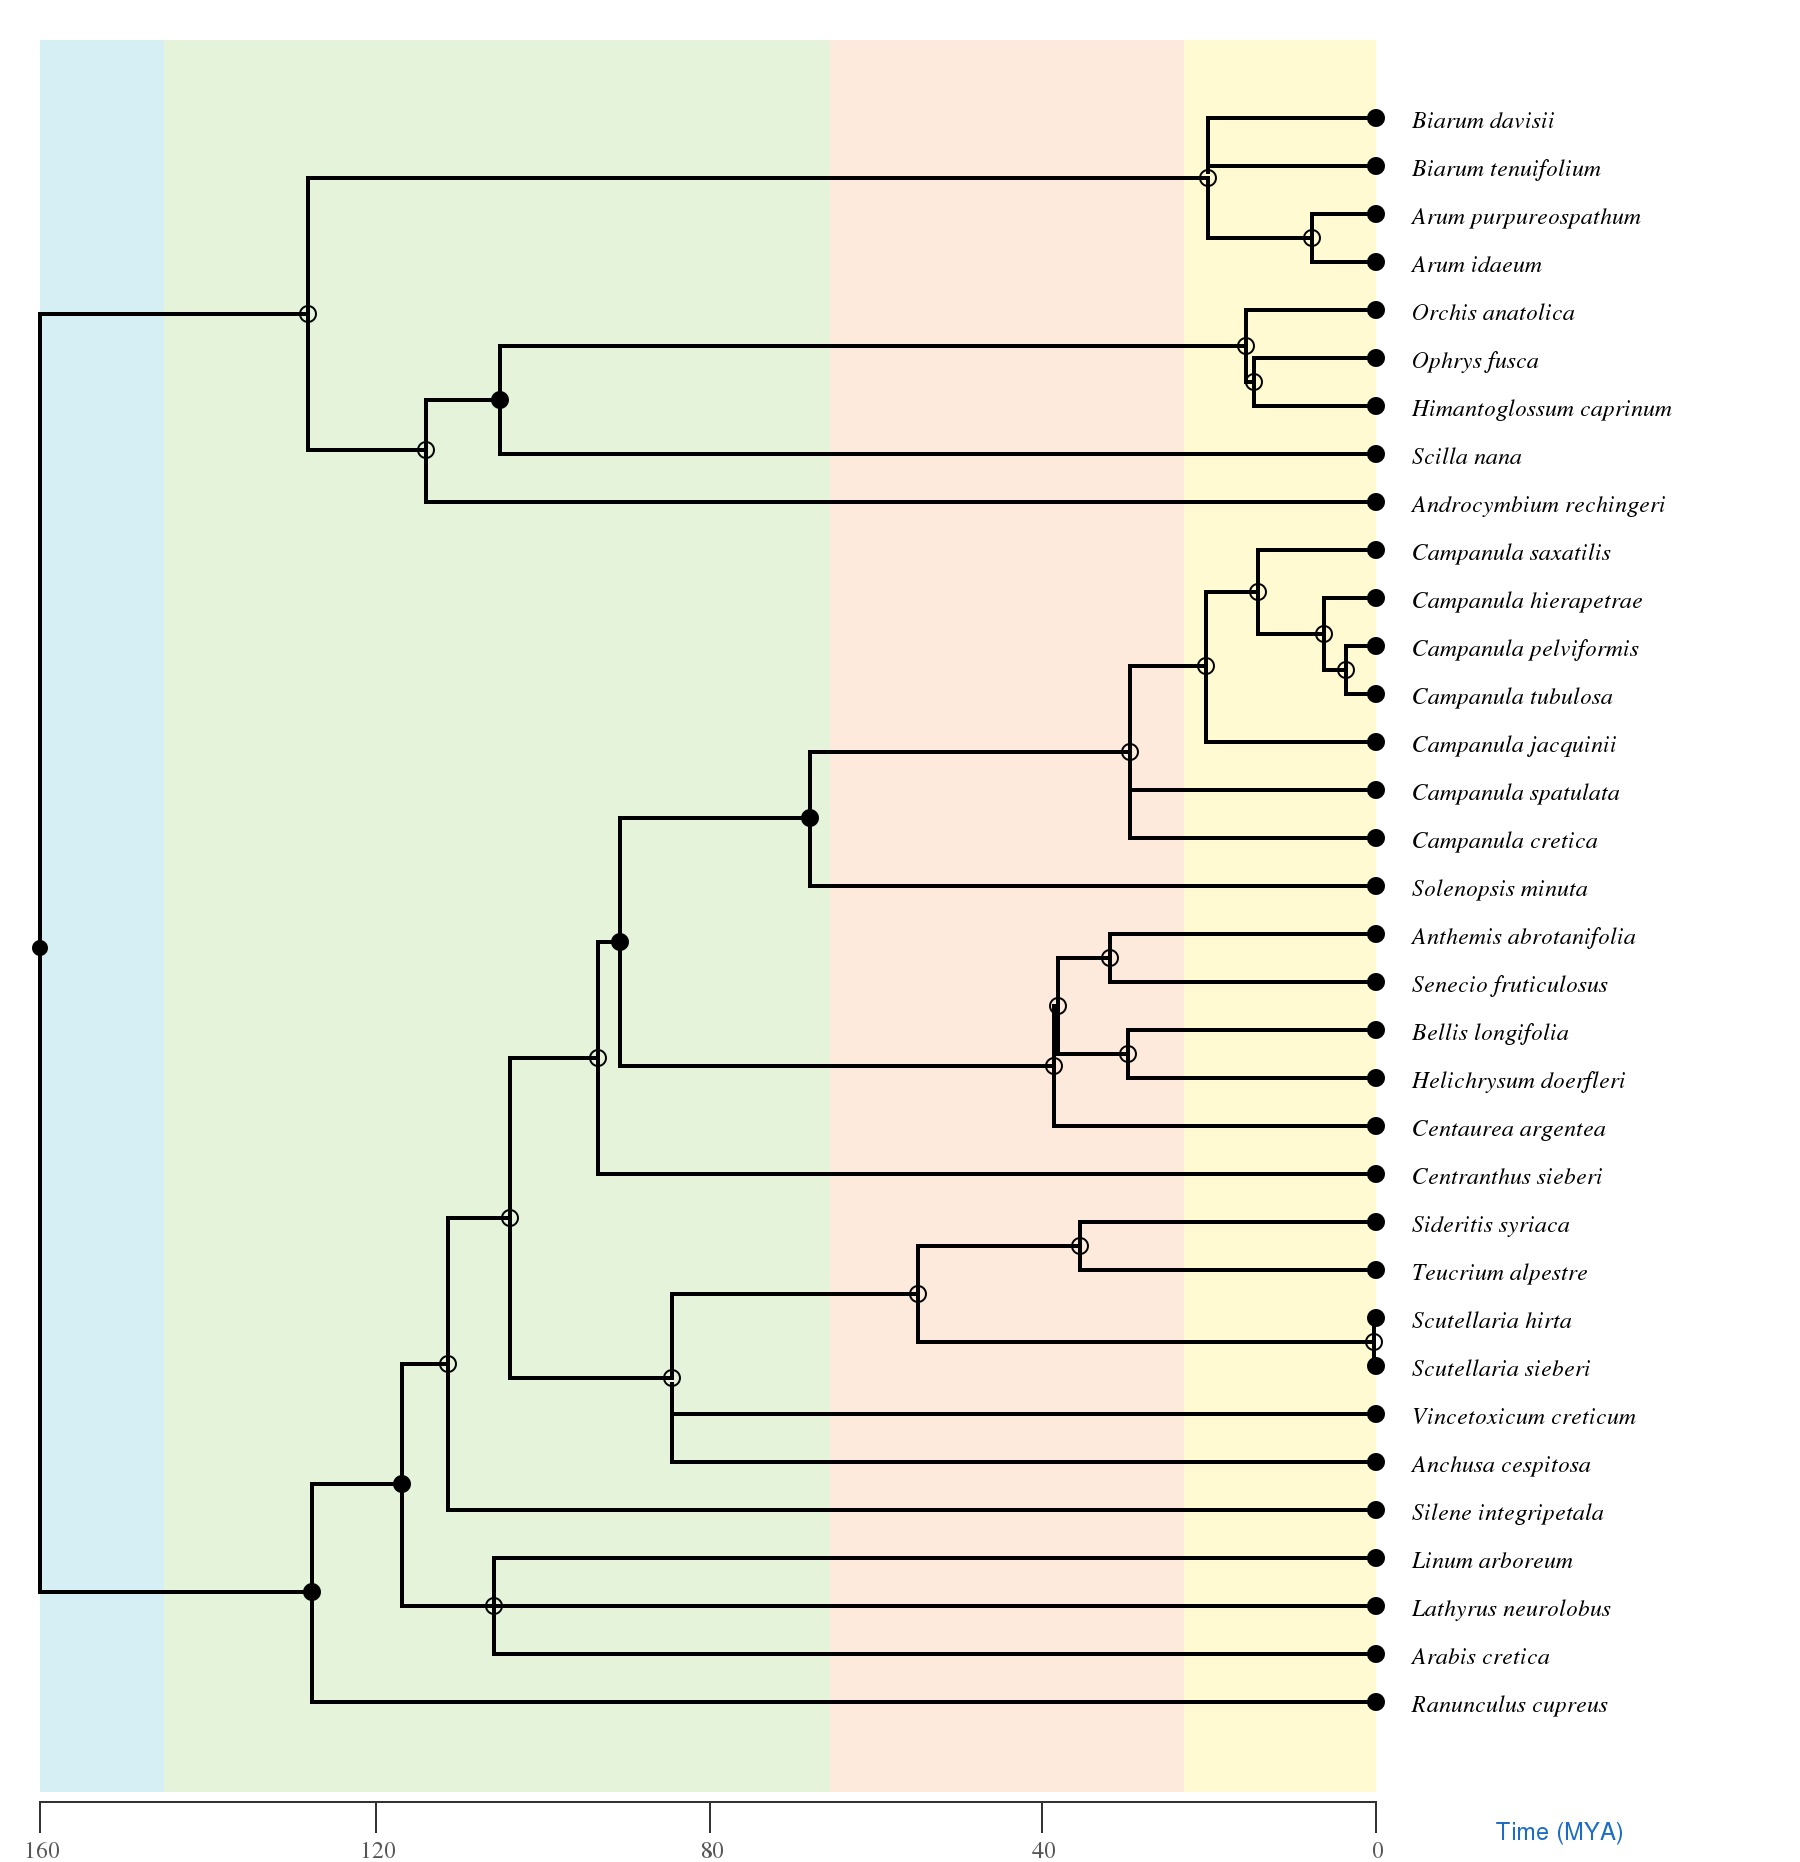 Biarum davisii
Biarum tenuifolium
Arum purpureospathum
Arum idaeum
Orchis anatolica
Ophrys fusca
Himantoglossum caprinum
Scilla nana
Androcymbium rechingeri
Campanula saxatilis
Campanula hierapetrae
Campanula pelviformis
Campanula tubulosa
Campanula jacquinii
Campanula spatulata
Campanula cretica
Solenopsis minuta
Anthemis abrotanifolia
Senecio fruticulosus
Bellis longifolia
Helichrysum doerfleri
Centaurea argentea
Centranthus sieberi
Sideritis syriaca
Teucrium alpestre
Scutellaria hirta
Scutellaria sieberi
Vincetoxicum creticum
Anchusa cespitosa
Silene integripetala
Linum arboreum
Lathyrus neurolobus
Arabis cretica
Ranunculus cupreus
160 120 80 40 0 Time (MYA)